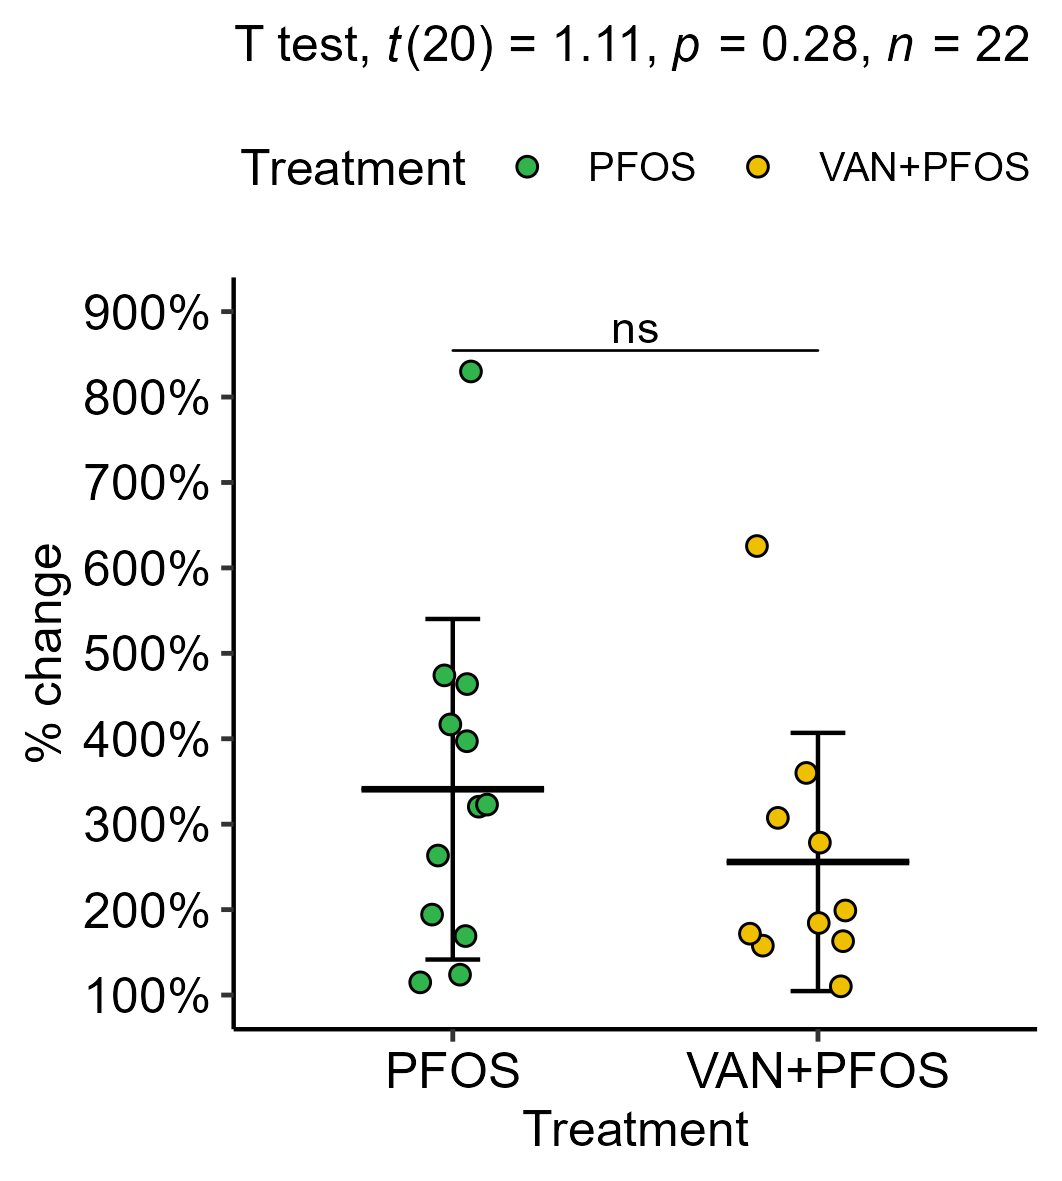 T test, t(20) = 1.11, p = 0.28, n = 22
Treatment PFOS VAN+PFOS
900%
ns
800%
700%
600%
500%
400%
300%
200%
100%
% change
PFOS VAN+PFOS
Treatment